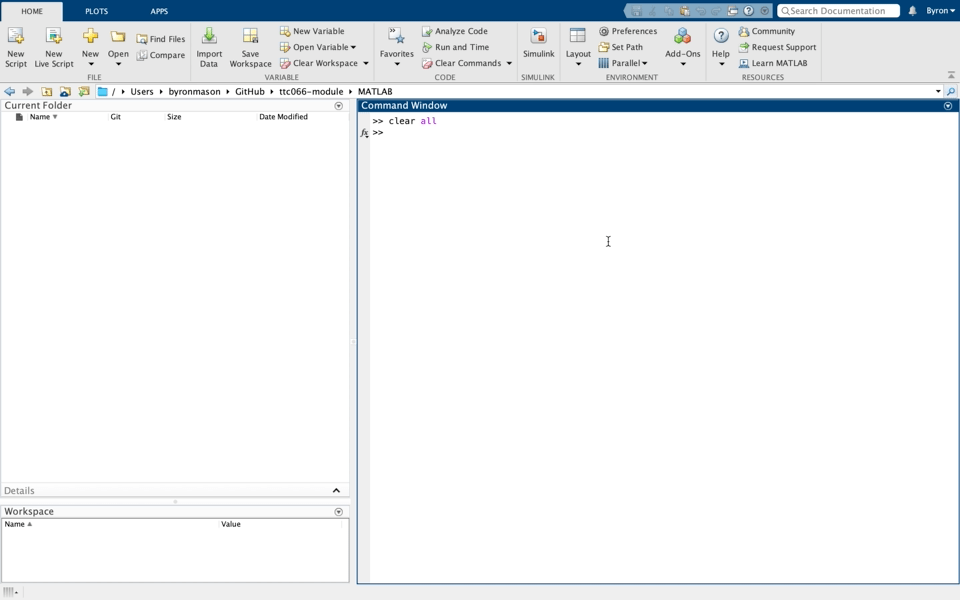 HOME PLOTS APPS Search Documentation Byron
New Script New Live Script New Open Find Files Compare
Import Data Save Workspace New Variable Open Variable Clear Workspace
Favorites Analyze Code Run and Time Clear Commands
Simulink
Layout Preferences Set Path Parallel Add-Ons
Help Community Request Support Learn MATLAB
FILE VARIABLE CODE SIMULINK ENVIRONMENT RESOURCES
/ Users byronmason GitHub ttc066-module MATLAB
Current Folder
Name Git Size Date Modified
Details
Workspace
Name Value
Command Window
>> clear all
fx >>